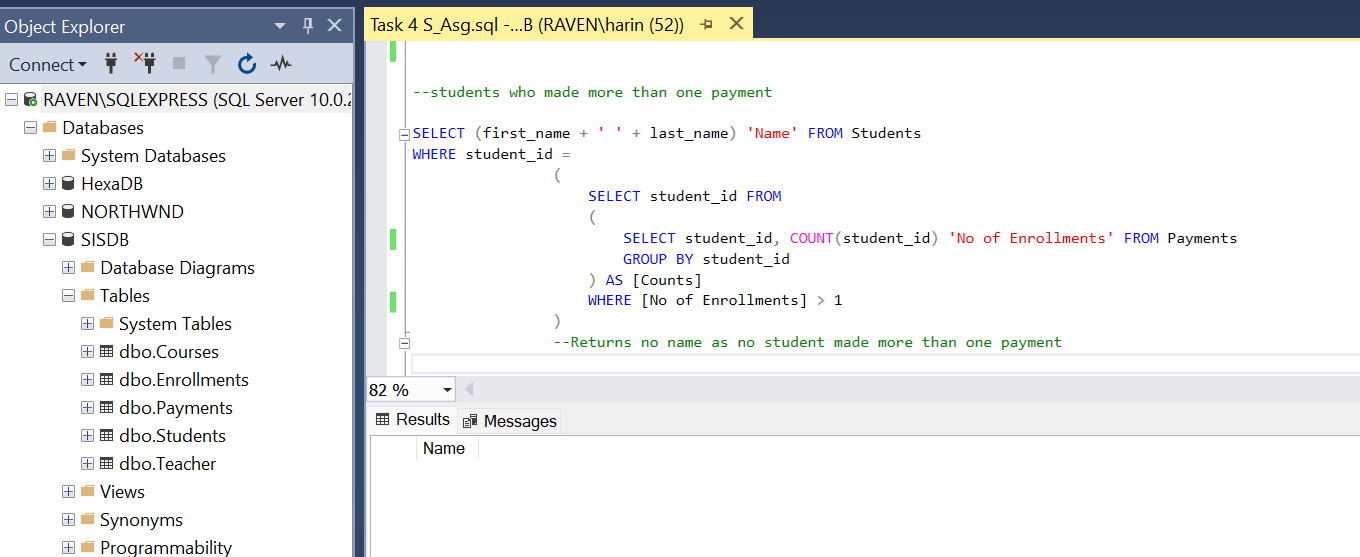 Object Explorer
Connect
RAVEN\SQLEXPRESS (SQL Server 10.0.2
Databases
System Databases
HexaDB
NORTHWND
SISDB
Database Diagrams
Tables
System Tables
dbo.Courses
dbo.Enrollments
dbo.Payments
dbo.Students
dbo.Teacher
Views
Synonyms
Programmability
Task 4 S_Asg.sql -...B (RAVEN\harin (52))
--students who made more than one payment
SELECT (first_name + ' ' + last_name) 'Name' FROM Students
WHERE student_id =
(
SELECT student_id FROM
(
SELECT student_id, COUNT(student_id) 'No of Enrollments' FROM Payments
GROUP BY student_id
) AS [Counts]
WHERE [No of Enrollments] > 1
)
--Returns no name as no student made more than one payment
82 %
Results Messages
Name